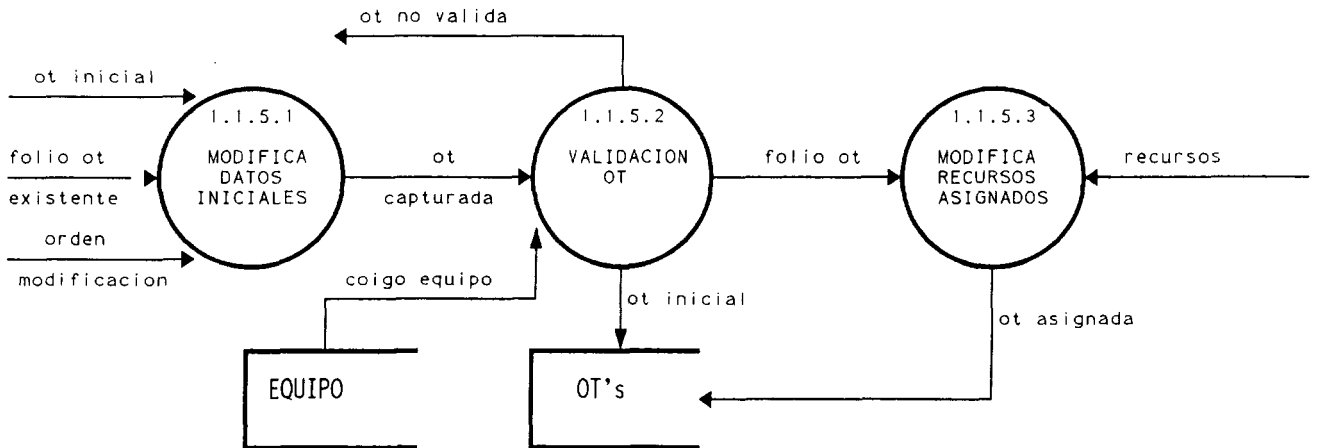 ot no valida
ot inicial
1.1.5.1
MODIFICA
DATOS
INICIALES
1.1.5.2
VALIDACION
OT
1.1.5.3
MODIFICA
RECURSOS
ASIGNADOS
folio ot
existente
ot
capturada
folio ot
recursos
orden
modificacion
coigo equipo
ot inicial
ot asignada
EQUIPO
OT's